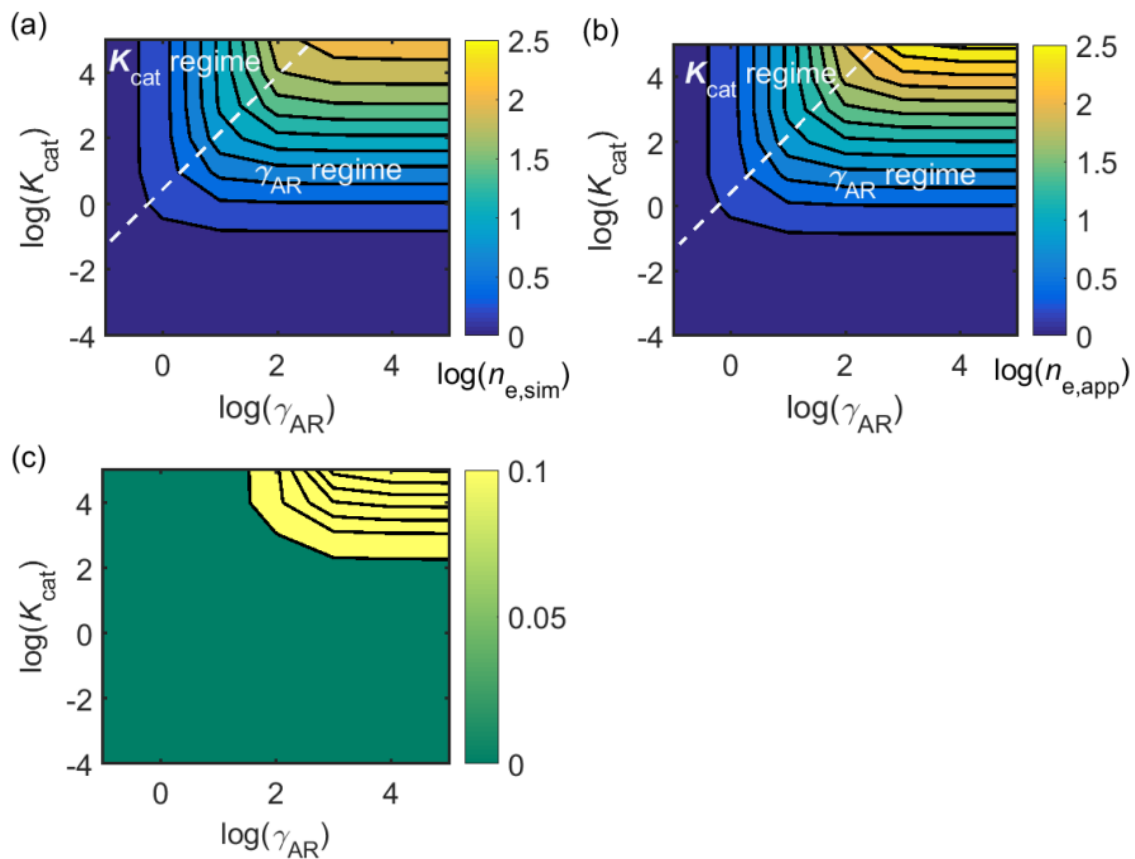 (a)
K_cat regime
γ_AR regime
log(K_cat)
4
2
0
-2
-4
0
2
4
log(γ_AR)
2.5
2
1.5
1
0.5
0
log(n_e,sim)
(b)
K_cat regime
γ_AR regime
log(K_cat)
4
2
0
-2
-4
0
2
4
log(γ_AR)
2.5
2
1.5
1
0.5
0
log(n_e,app)
(c)
log(K_cat)
4
2
0
-2
-4
0
2
4
log(γ_AR)
0.1
0.05
0